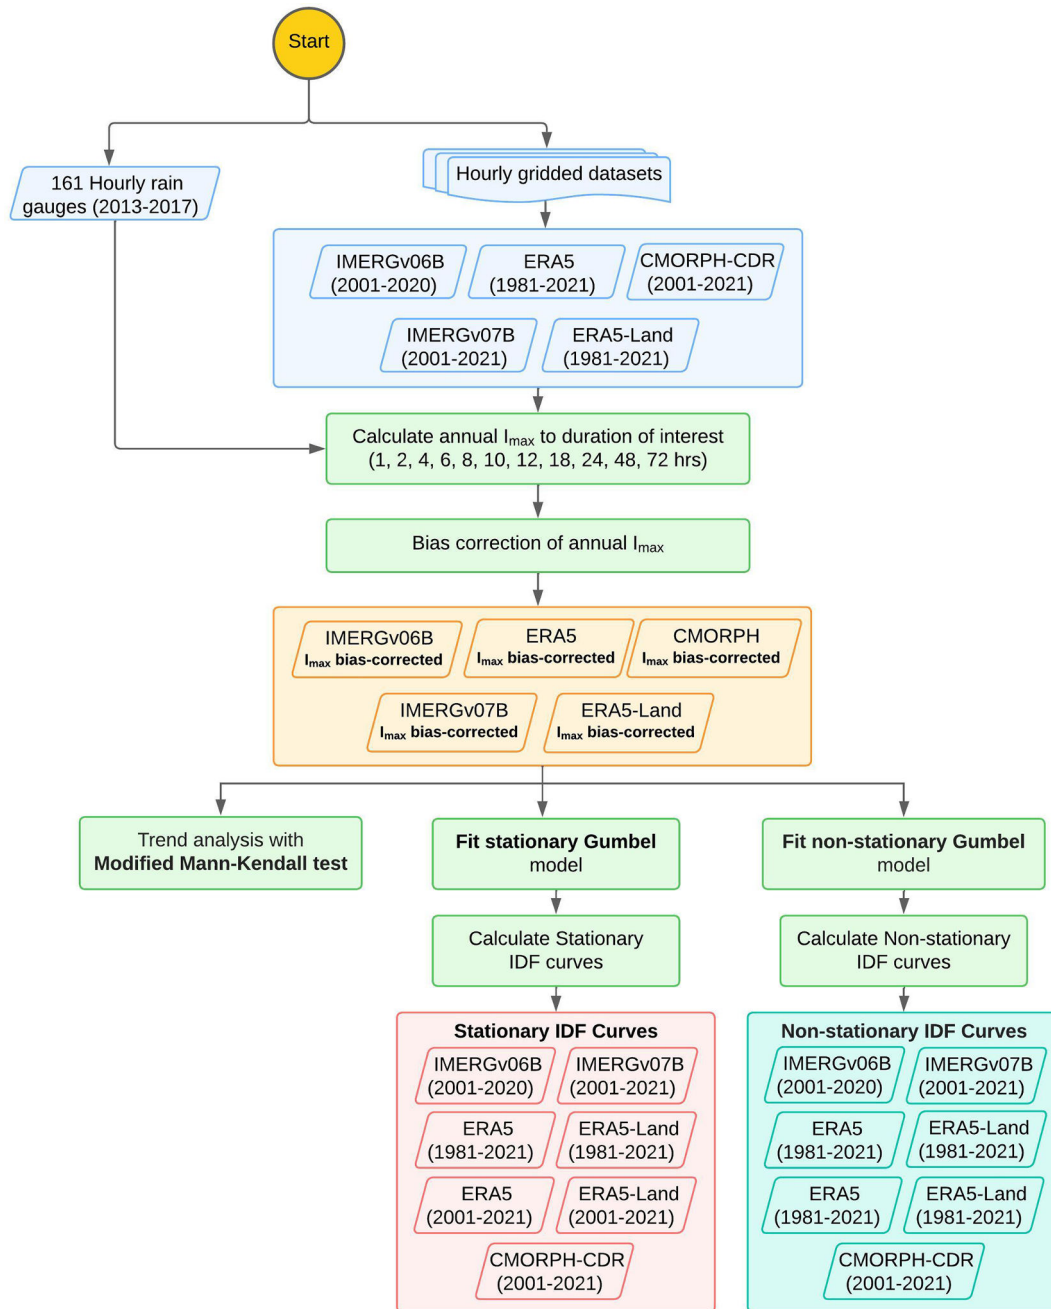 Start
161 Hourly rain
gauges (2013-2017)
Hourly gridded datasets
IMERGv06B
(2001-2020)
ERA5
(1981-2021)
CMORPH-CDR
(2001-2021)
IMERGv07B
(2001-2021)
ERA5-Land
(1981-2021)
Calculate annual Imax to duration of interest
(1, 2, 4, 6, 8, 10, 12, 18, 24, 48, 72 hrs)
Bias correction of annual Imax
IMERGv06B
Imax bias-corrected
ERA5
Imax bias-corrected
CMORPH
Imax bias-corrected
IMERGv07B
Imax bias-corrected
ERA5-Land
Imax bias-corrected
Trend analysis with
Modified Mann-Kendall test
Fit stationary Gumbel
model
Fit non-stationary Gumbel
model
Calculate Stationary
IDF curves
Calculate Non-stationary
IDF curves
Stationary IDF Curves
IMERGv06B
(2001-2020)
IMERGv07B
(2001-2021)
ERA5
(1981-2021)
ERA5-Land
(1981-2021)
ERA5
(2001-2021)
ERA5-Land
(2001-2021)
CMORPH-CDR
(2001-2021)
Non-stationary IDF Curves
IMERGv06B
(2001-2020)
IMERGv07B
(2001-2021)
ERA5
(1981-2021)
ERA5-Land
(1981-2021)
ERA5
(1981-2021)
ERA5-Land
(1981-2021)
CMORPH-CDR
(2001-2021)